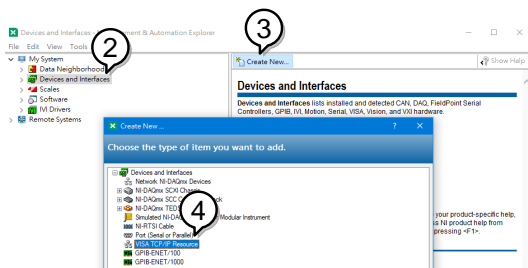 Devices and Interfaces - & Automation Explorer
File Edit View Tools
2
3
My System
Data Neighborhood
Devices and Interfaces
Scales
Software
IVI Drivers
Remote Systems
Create New...
Show Help
Devices and Interfaces
Devices and Interfaces lists installed and detected CAN, DAQ, FieldPoint Serial
Controllers, GPIB, IVI, Motion, Serial, VISA, Vision, and VXI hardware.
Create New ...
Choose the type of item you want to add.
Devices and Interfaces
Network NI-DAQmx Devices
NI-DAQmx SCXI Chassis
NI-DAQmx SCC
NI-DAQmx TEDS
Simulated NI-DAQ Modular Instrument
NI-RTSI Cable
Port (Serial or Parallel)
VISA TCP/IP Resource
GPIB-ENET/100
GPIB-ENET/1000
4
your product-specific help,
ss NI product help from
pressing <F1>.